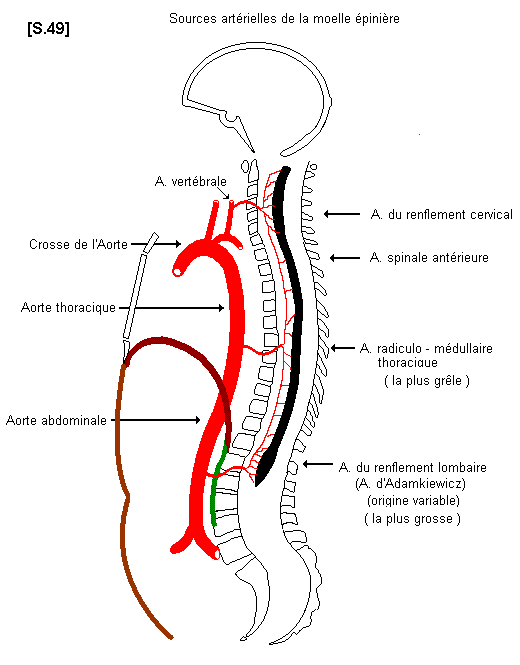 Sources artérielles de la moelle épinière
[S.49]
A. vertébrale
A. du renflement cervical
Crosse de l'Aorte
A. spinale antérieure
Aorte thoracique
A. radiculo - médullaire
thoracique
( la plus grêle )
Aorte abdominale
A. du renflement lombaire
(A. d'Adamkiewicz)
(origine variable)
( la plus grosse )